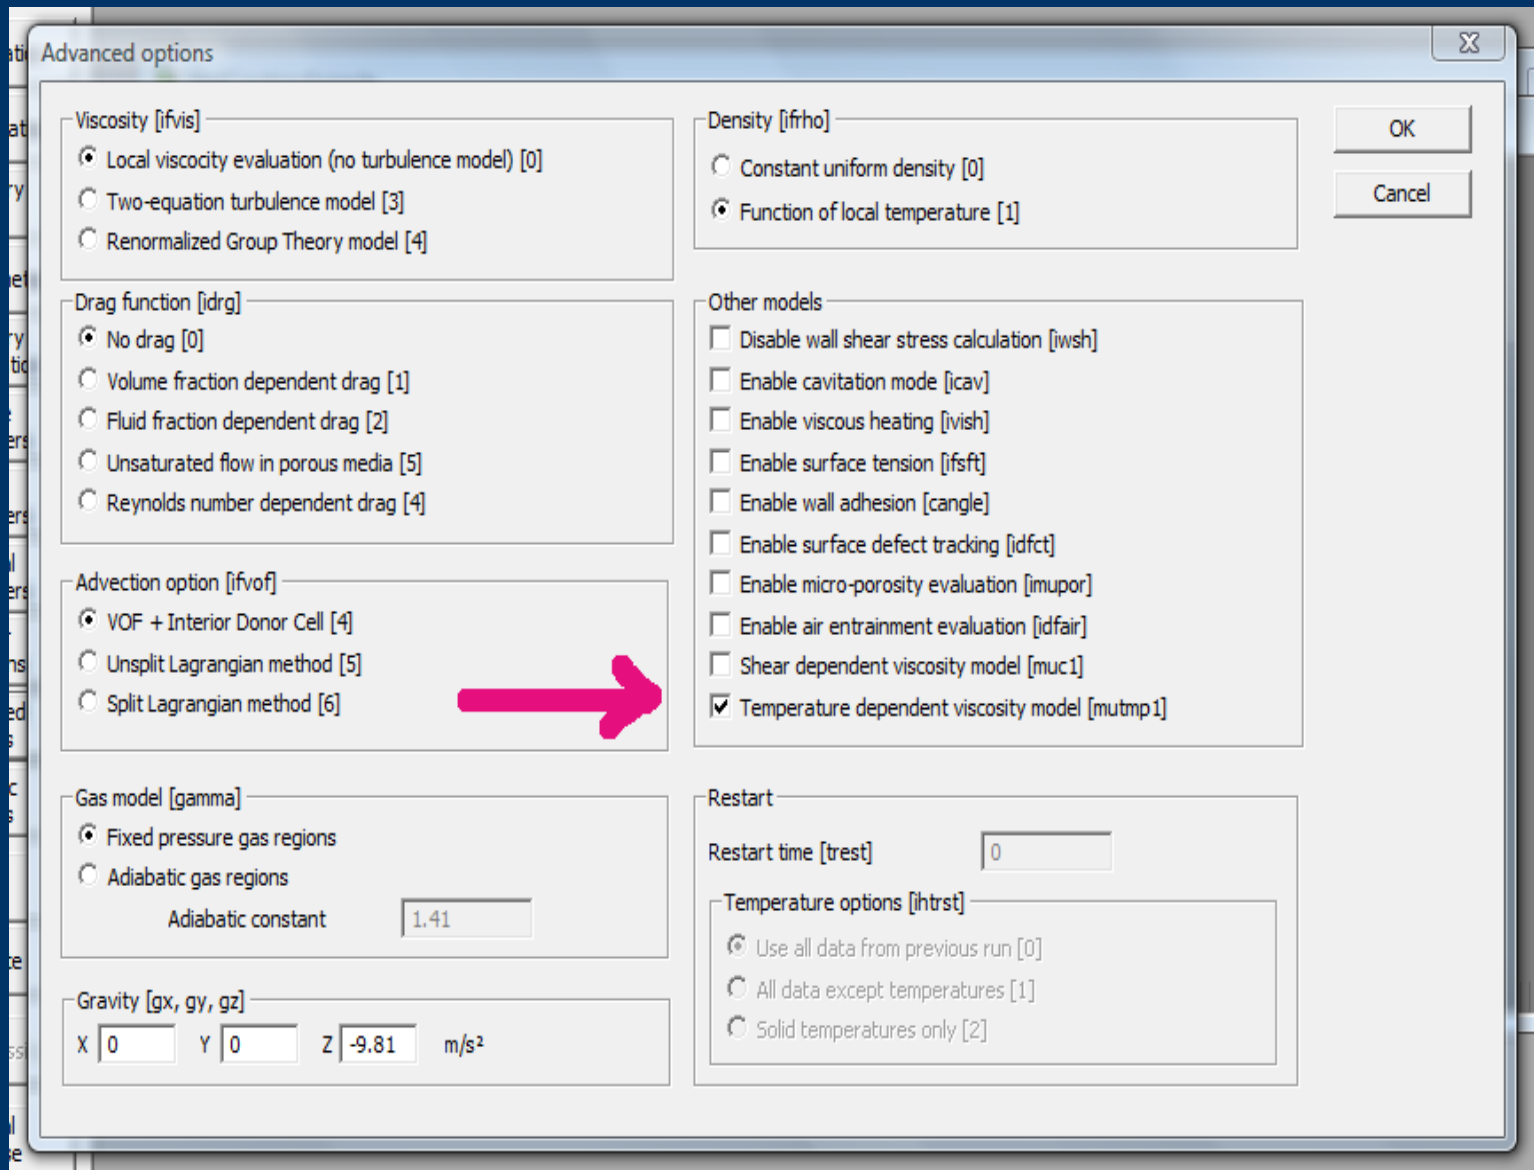 Advanced options
Viscosity [ifvis]
Local viscocity evaluation (no turbulence model) [0]
Two-equation turbulence model [3]
Renormalized Group Theory model [4]
Drag function [idrg]
No drag [0]
Volume fraction dependent drag [1]
Fluid fraction dependent drag [2]
Unsaturated flow in porous media [5]
Reynolds number dependent drag [4]
Advection option [ifvof]
VOF + Interior Donor Cell [4]
Unsplit Lagrangian method [5]
Split Lagrangian method [6]
Gas model [gamma]
Fixed pressure gas regions
Adiabatic gas regions
Adiabatic constant 1.41
Gravity [gx, gy, gz]
X 0 Y 0 Z -9.81 m/s²
Density [ifrho]
Constant uniform density [0]
Function of local temperature [1]
Other models
Disable wall shear stress calculation [iwsh]
Enable cavitation mode [icav]
Enable viscous heating [ivish]
Enable surface tension [ifsft]
Enable wall adhesion [cangle]
Enable surface defect tracking [idfct]
Enable micro-porosity evaluation [imupor]
Enable air entrainment evaluation [idfair]
Shear dependent viscosity model [muc1]
Temperature dependent viscosity model [mutmp1]
Restart
Restart time [trest] 0
Temperature options [ihtrst]
Use all data from previous run [0]
All data except temperatures [1]
Solid temperatures only [2]
OK
Cancel